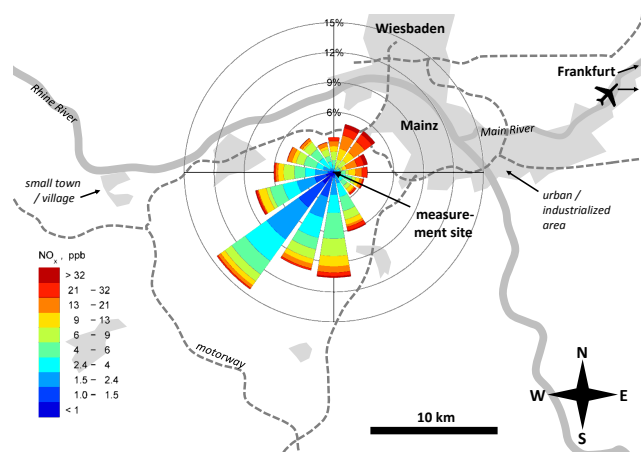 15%
Wiesbaden
12%
9%
Frankfurt
6%
Rhine River
Mainz
Main River
small town
/ village
urban /
industrialized
area
measure-
ment site
NOx , ppb
> 32
21 – 32
13 – 21
9 – 13
6 – 9
4 – 6
2.4 – 4
1.5 – 2.4
1.0 – 1.5
< 1
motorway
N
W E
S
10 km